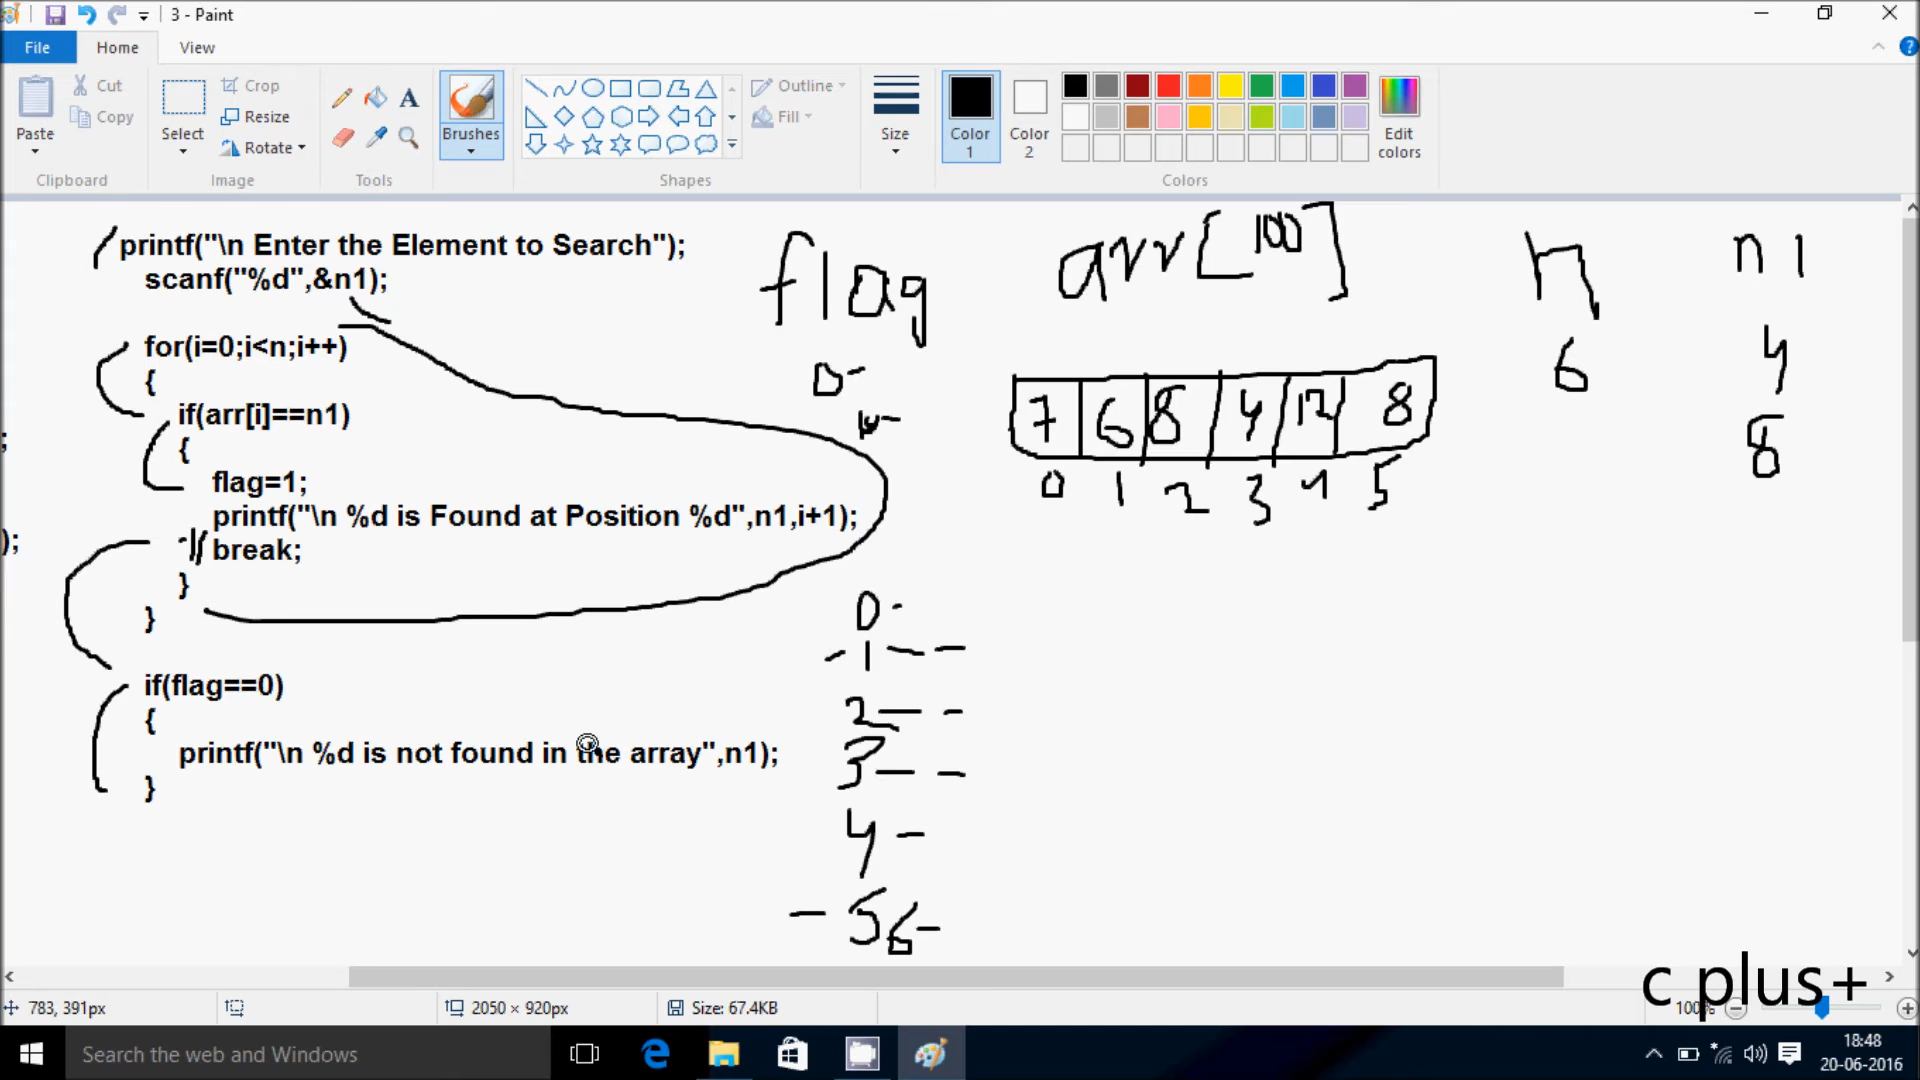 3 - Paint
File Home View
Paste
Cut
Copy
Clipboard
Select
Crop
Resize
Rotate
Image
Tools
Brushes
Shapes
Outline
Fill
Size
Color 1
Color 2
Edit colors
Colors
printf("\n Enter the Element to Search");
scanf("%d",&n1);
for(i=0;i<n;i++)
{
if(arr[i]==n1)
{
flag=1;
printf("\n %d is Found at Position %d",n1,i+1);
// break;
}
}
if(flag==0)
{
printf("\n %d is not found in the array",n1);
}
;
);
flag arr[100] n n1
0 6 4
8
7 6 8 4 12 8
0 1 2 3 4 5
0
1
2
3
3
4
5 6
c plus+
783, 391px 2050 × 920px Size: 67.4KB 100%
Search the web and Windows
18:48
20-06-2016